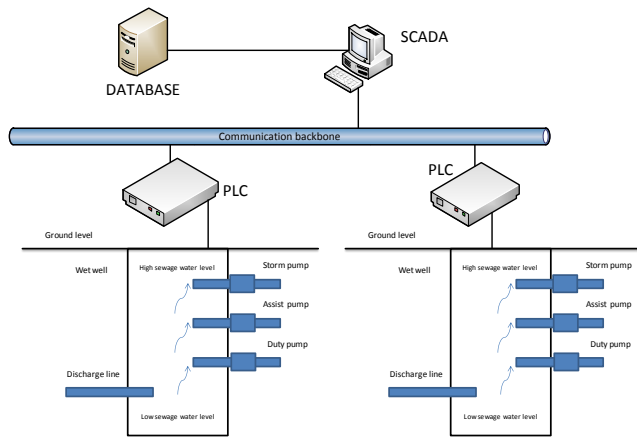 SCADA
DATABASE
Communication backbone
PLC
PLC
Ground level
Wet well
High sewage water level
Storm pump
Assist pump
Duty pump
Discharge line
Low sewage water level
Ground level
Wet well
High sewage water level
Storm pump
Assist pump
Duty pump
Discharge line
Low sewage water level